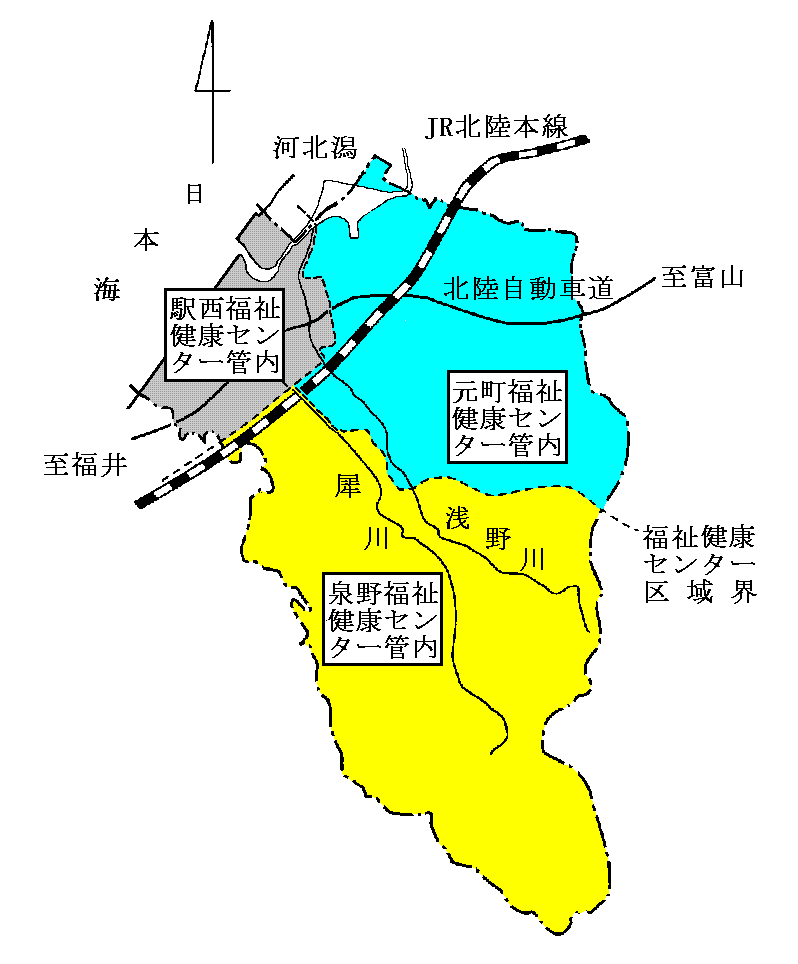 JR北陸本線
河北潟
日本海
北陸自動車道
至富山
駅西福祉
健康セン
ター管内
元町福祉
健康セン
ター管内
至福井
犀川
浅野川
福祉健康
センター
区域界
泉野福祉
健康セン
ター管内